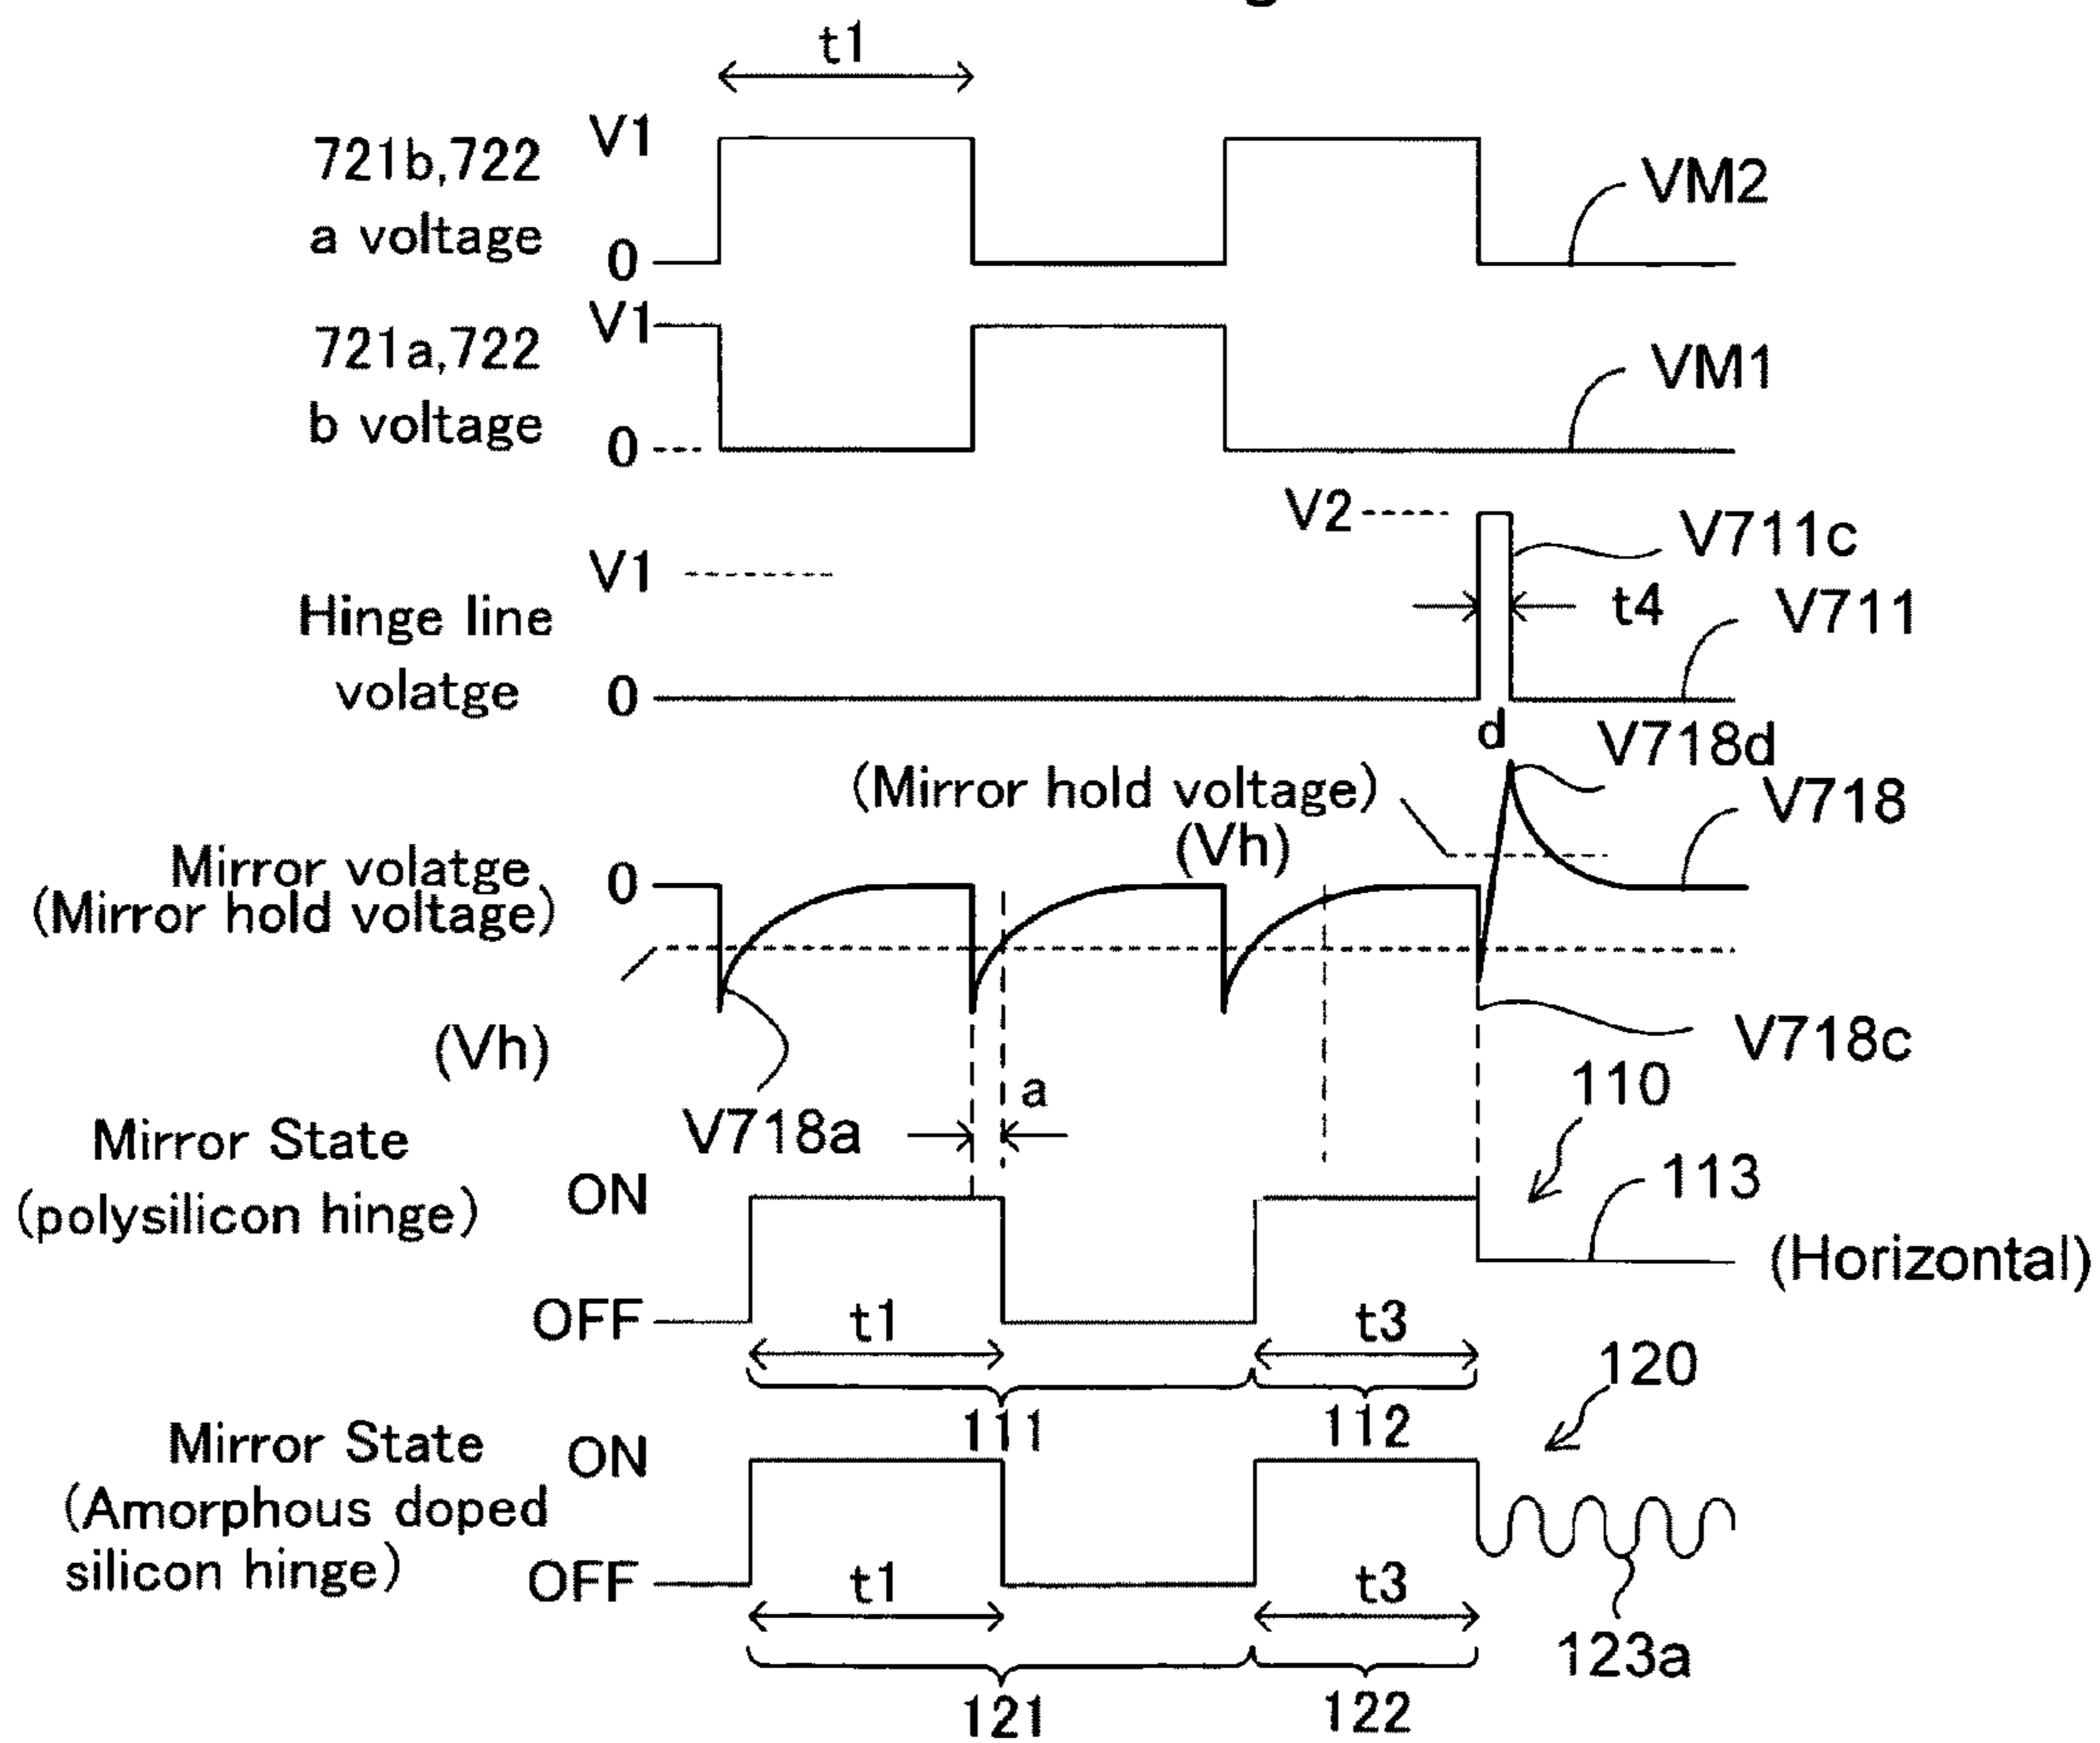 t1
721b,722
a voltage
V1
0
VM2
721a,722
b voltage
V1
0
VM1
V2
V711c
V1
t4
V711
Hinge line
volatge
0
d
V718d
(Mirror hold voltage)
(Vh)
V718
Mirror volatge
(Mirror hold voltage)
0
(Vh)
V718a
a
V718c
110
113
(Horizontal)
Mirror State
(polysilicon hinge)
ON
OFF
t1
t3
111
112
120
Mirror State
(Amorphous doped
silicon hinge)
ON
OFF
t1
t3
123a
121
122